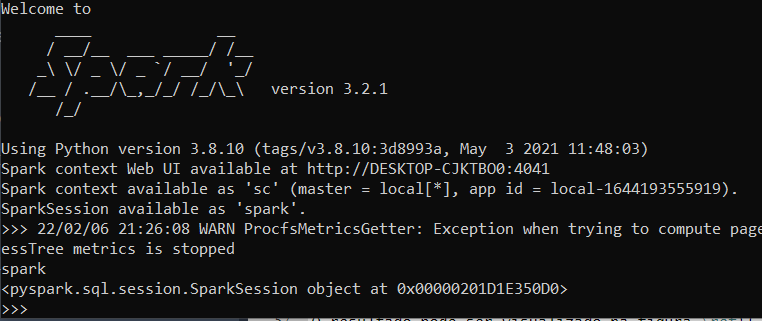 Welcome to
      ____              __
     / __/__  ___ _____/ /__
    _\ \/ _ \/ _ `/ __/  '_/
   /__ / .__/\_,_/_/ /_/\_\   version 3.2.1
      /_/
Using Python version 3.8.10 (tags/v3.8.10:3d8993a, May  3 2021 11:48:03)
Spark context Web UI available at http://DESKTOP-CJKTBO0:4041
Spark context available as 'sc' (master = local[*], app id = local-1644193555919).
SparkSession available as 'spark'.
>>> 22/02/06 21:26:08 WARN ProcfsMetricsGetter: Exception when trying to compute page
essTree metrics is stopped
spark
<pyspark.sql.session.SparkSession object at 0x00000201D1E350D0>
>>>